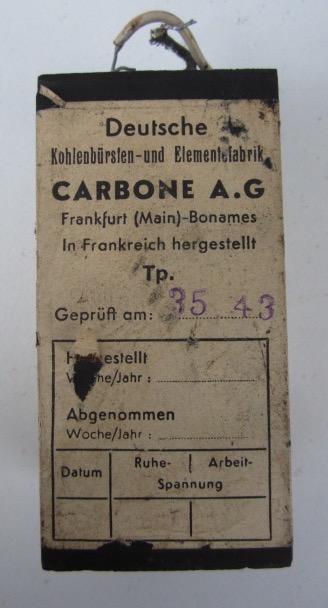 Deutsche
Kohlenbürsten-und Elementefabrik
CARBONE A.G
Frankfurt (Main)-Bonames
In Frankreich hergestellt
Tp.
Geprüft am: 35 43
Hergestellt
Woche/Jahr :
Abgenommen
Woche/Jahr :
Datum Ruhe- Arbeit-
Spannung